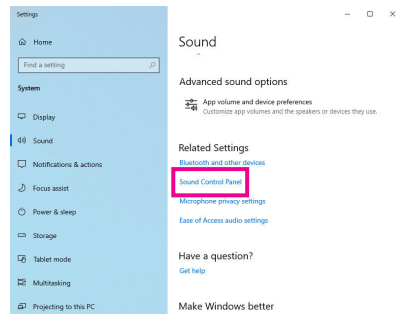 Settings
Home
Find a setting
System
Display
Sound
Notifications & actions
Focus assist
Power & sleep
Storage
Tablet mode
Multitasking
Projecting to this PC
Sound
Advanced sound options
App volume and device preferences
Customize app volumes and the speakers or devices they use.
Related Settings
Bluetooth and other devices
Sound Control Panel
Microphone privacy settings
Ease of Access audio settings
Have a question?
Get help
Make Windows better